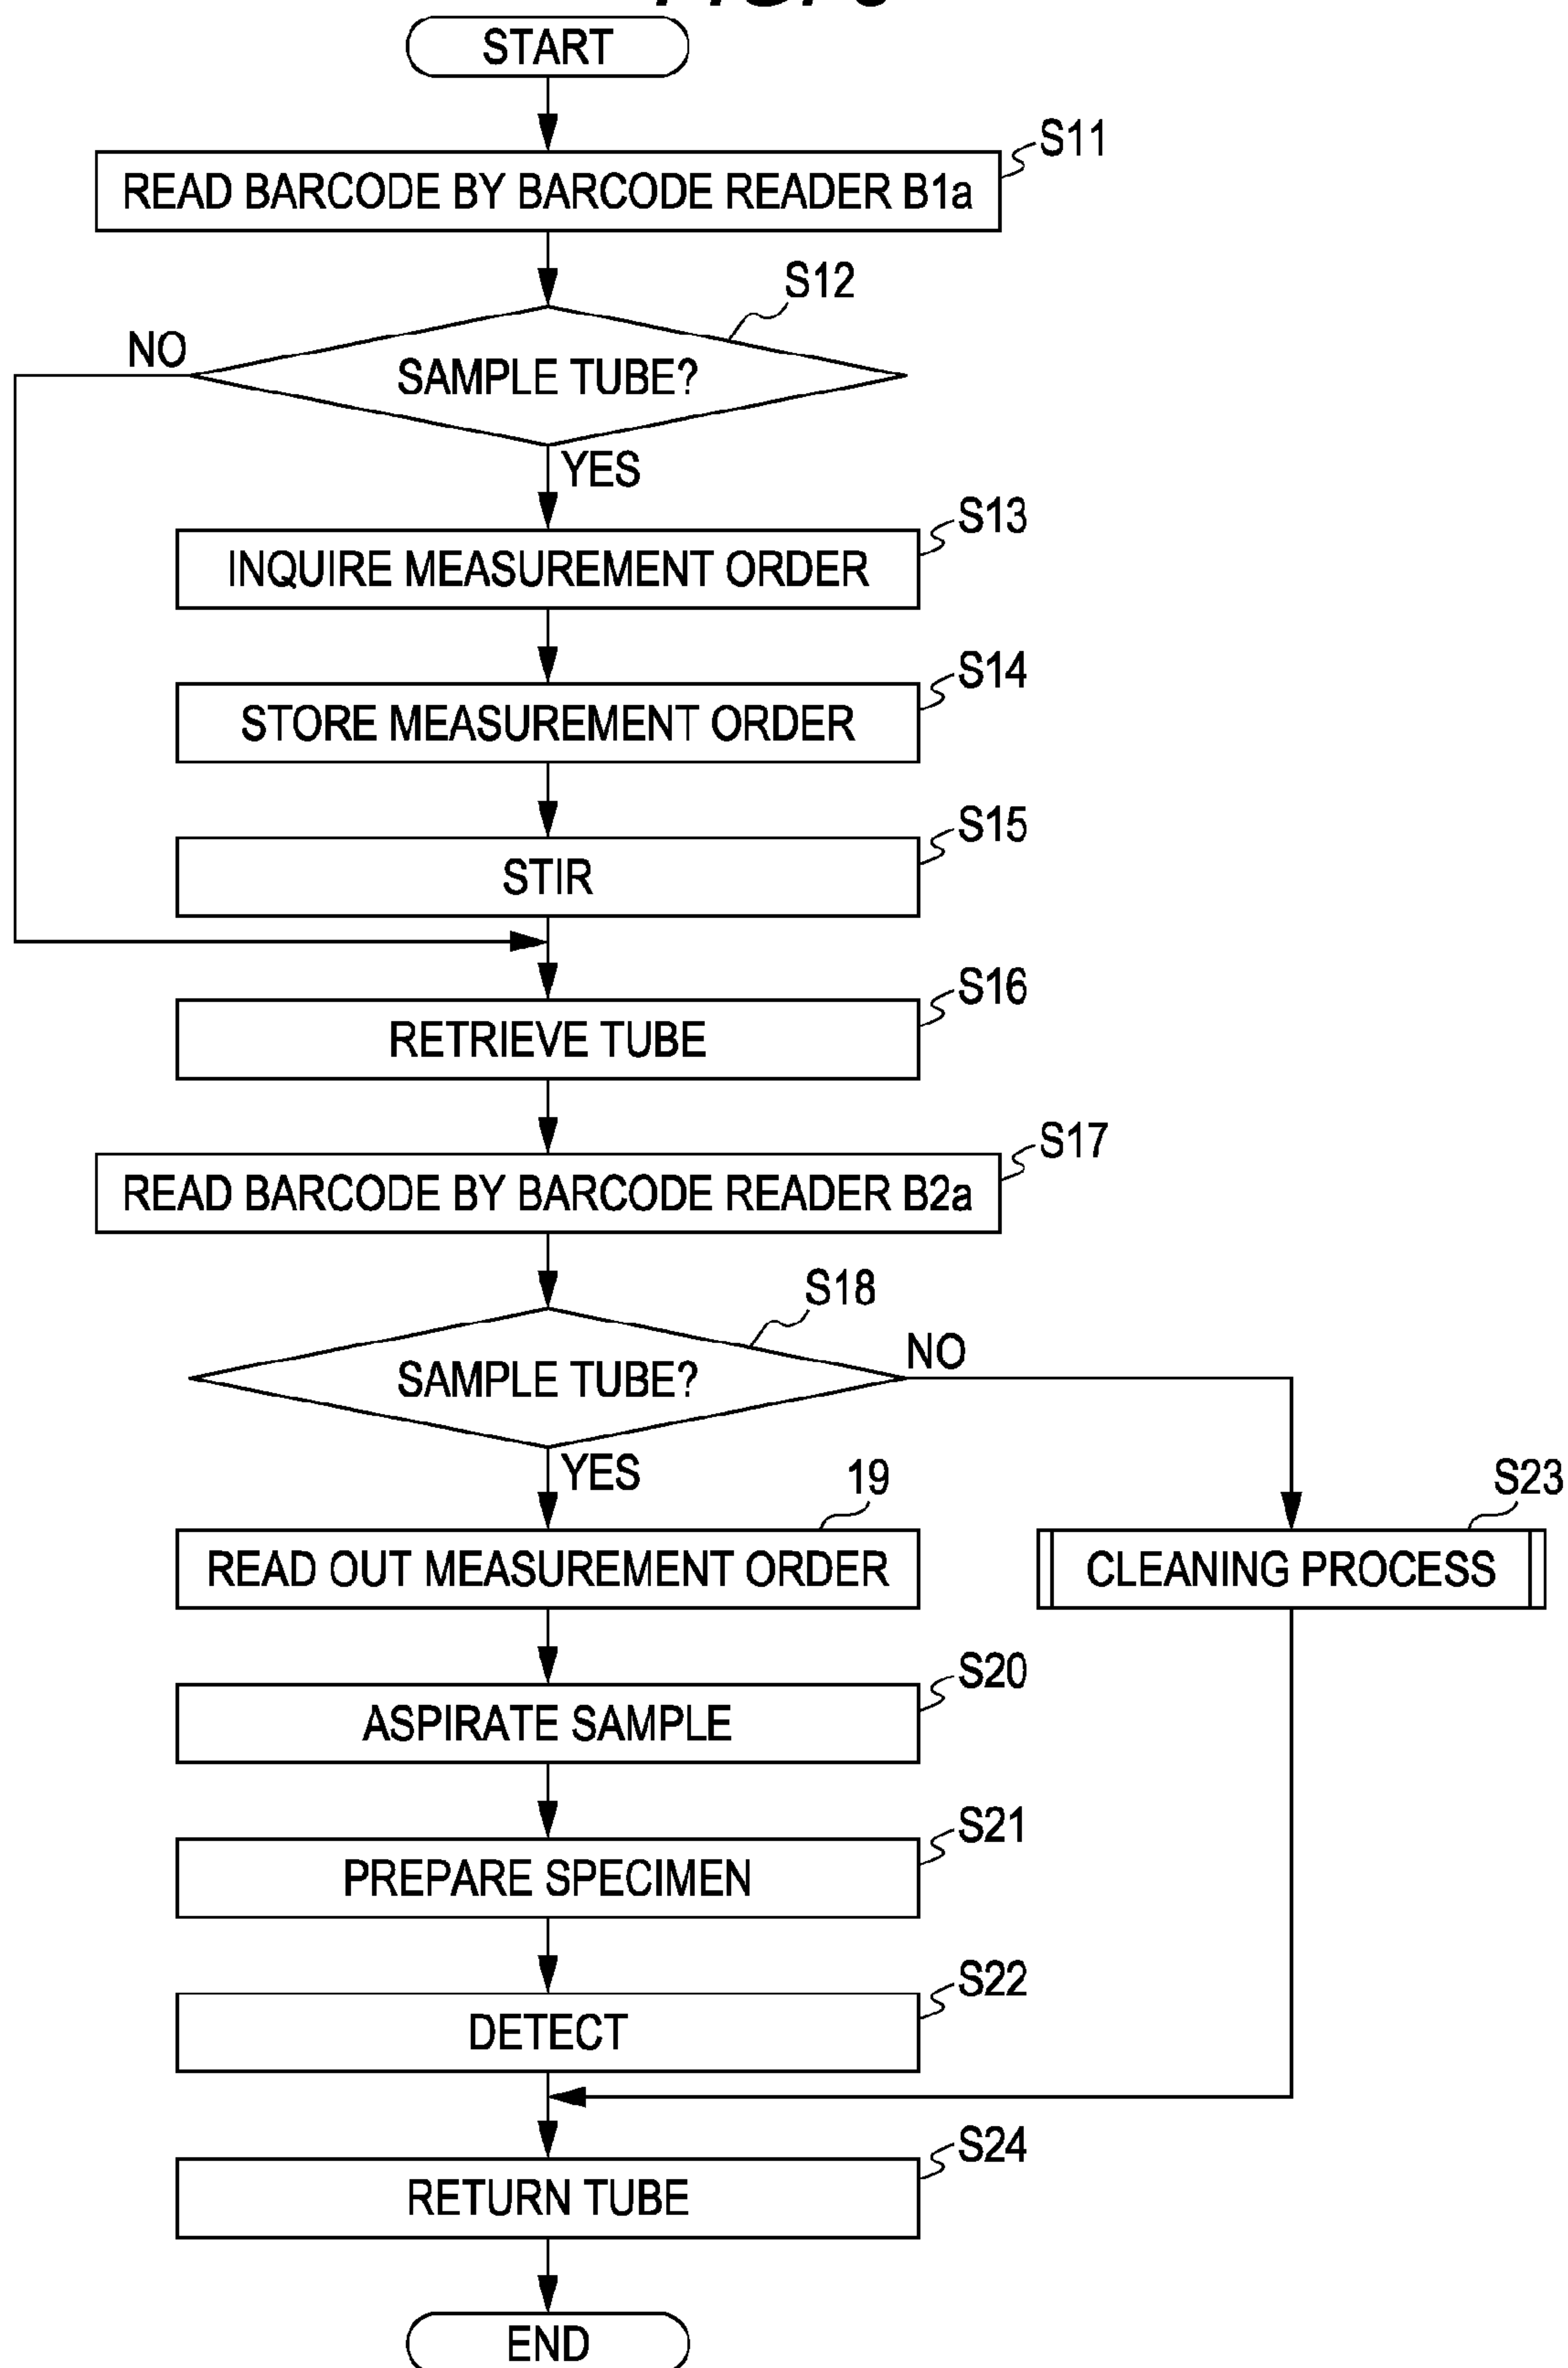 START
S11
READ BARCODE BY BARCODE READER B1a
S12
NO
SAMPLE TUBE?
YES
S13
INQUIRE MEASUREMENT ORDER
S14
STORE MEASUREMENT ORDER
S15
STIR
S16
RETRIEVE TUBE
S17
READ BARCODE BY BARCODE READER B2a
S18
NO
SAMPLE TUBE?
YES
19
S23
READ OUT MEASUREMENT ORDER
CLEANING PROCESS
S20
ASPIRATE SAMPLE
S21
PREPARE SPECIMEN
S22
DETECT
S24
RETURN TUBE
END